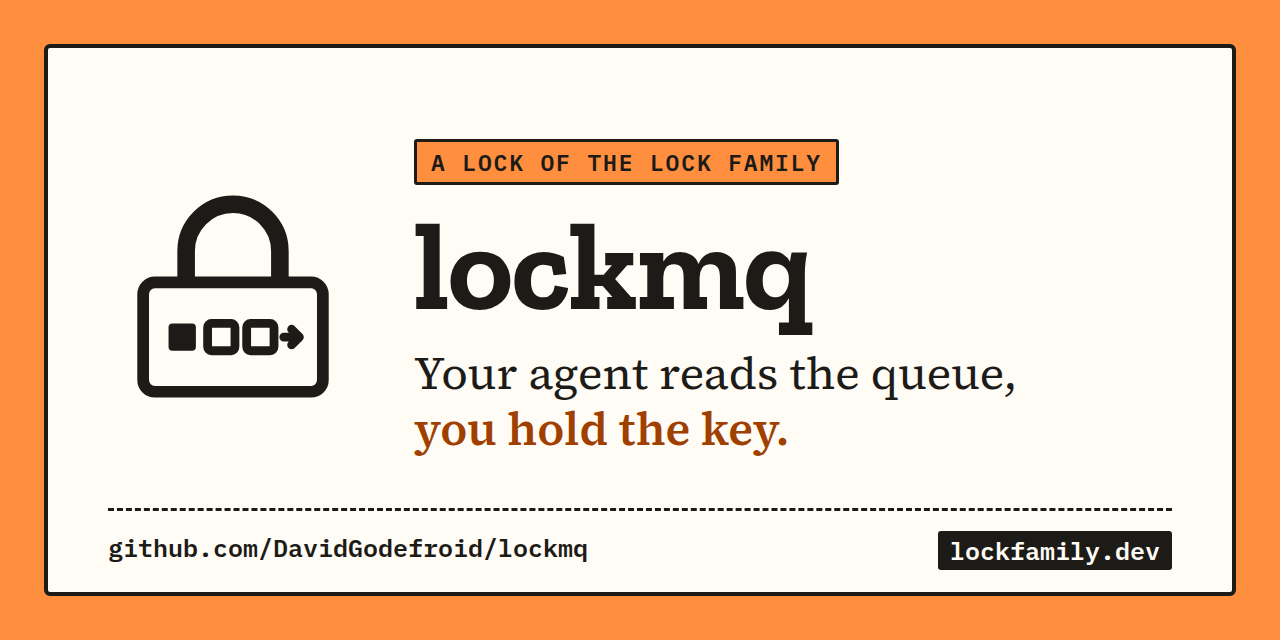 A LOCK OF THE LOCK FAMILY
lockmq
Your agent reads the queue,
you hold the key.
github.com/DavidGodefroid/lockmq
lockfamily.dev